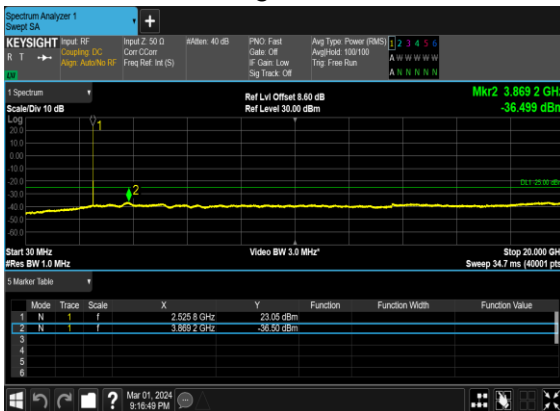 Spectrum Analyzer 1
Swept SA
KEYSIGHT Input: RF Input Z: 50 Ω #Atten: 40 dB PNO: Fast Avg Type: Power (RMS) 1 2 3 4 5 6
R T Coupling: DC Corr CCorr Gate: Off Avg|Hold: 100/100 A W W W W W
Align: Auto/No RF Freq Ref: Int (S) IF Gain: Low Trig: Free Run
LXI Sig Track: Off A N N N N N
1 Spectrum Ref Lvl Offset 8.60 dB Mkr2 3.869 2 GHz
Scale/Div 10 dB Ref Level 30.00 dBm -36.499 dBm
Log
20.0 1
10.0
0.00
-10.0
-20.0 2 DL1 -25.00 dBm
-30.0
-40.0
-50.0
-60.0
Start 30 MHz Video BW 3.0 MHz* Stop 20.000 GHz
#Res BW 1.0 MHz Sweep 34.7 ms (40001 pts)
5 Marker Table
Mode Trace Scale X Y Function Function Width Function Value
1 N 1 f 2.525 8 GHz 23.05 dBm
2 N 1 f 3.869 2 GHz -36.50 dBm
3
4
5
6
? Mar 01, 2024
9:16:49 PM